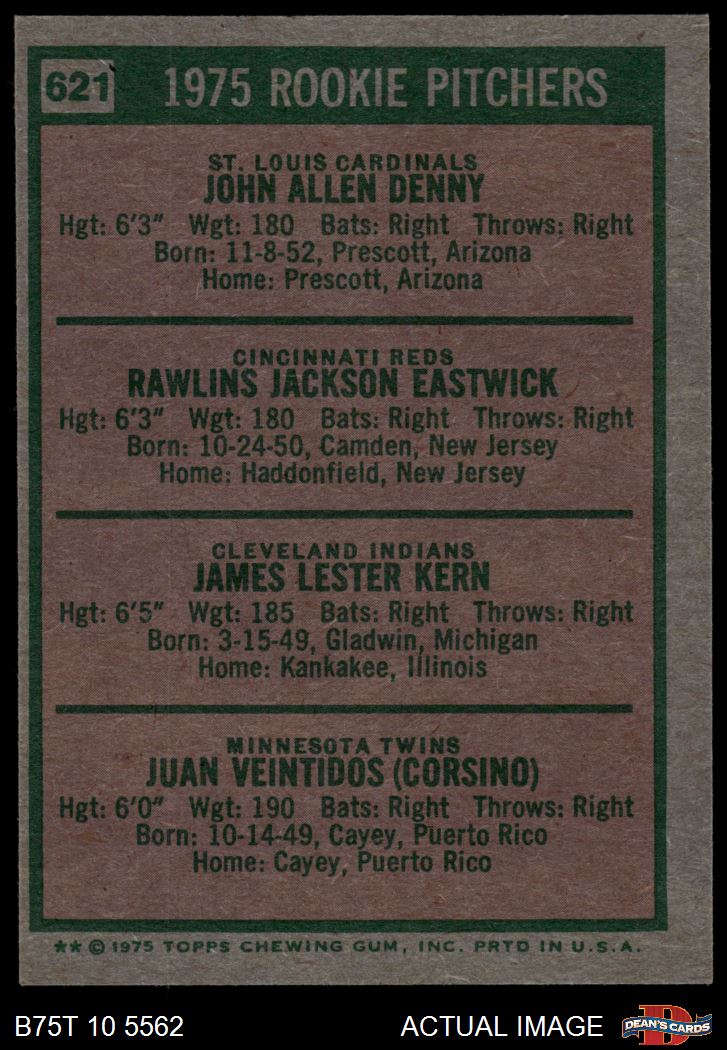 621 1975 ROOKIE PITCHERS
ST. LOUIS CARDINALS
JOHN ALLEN DENNY
Hgt: 6'3" Wgt: 180 Bats: Right Throws: Right
Born: 11-8-52, Prescott, Arizona
Home: Prescott, Arizona
CINCINNATI REDS
RAWLINS JACKSON EASTWICK
Hgt: 6'3" Wgt: 180 Bats: Right Throws: Right
Born: 10-24-50, Camden, New Jersey
Home: Haddonfield, New Jersey
CLEVELAND INDIANS
JAMES LESTER KERN
Hgt: 6'5" Wgt: 185 Bats: Right Throws: Right
Born: 3-15-49, Gladwin, Michigan
Home: Kankakee, Illinois
MINNESOTA TWINS
JUAN VEINTIDOS (CORSINO)
Hgt: 6'0" Wgt: 190 Bats: Right Throws: Right
Born: 10-14-49, Cayey, Puerto Rico
Home: Cayey, Puerto Rico
** © 1975 TOPPS CHEWING GUM, INC. PRTD IN U.S.A.
B75T 10 5562 ACTUAL IMAGE D DEAN'S CARDS